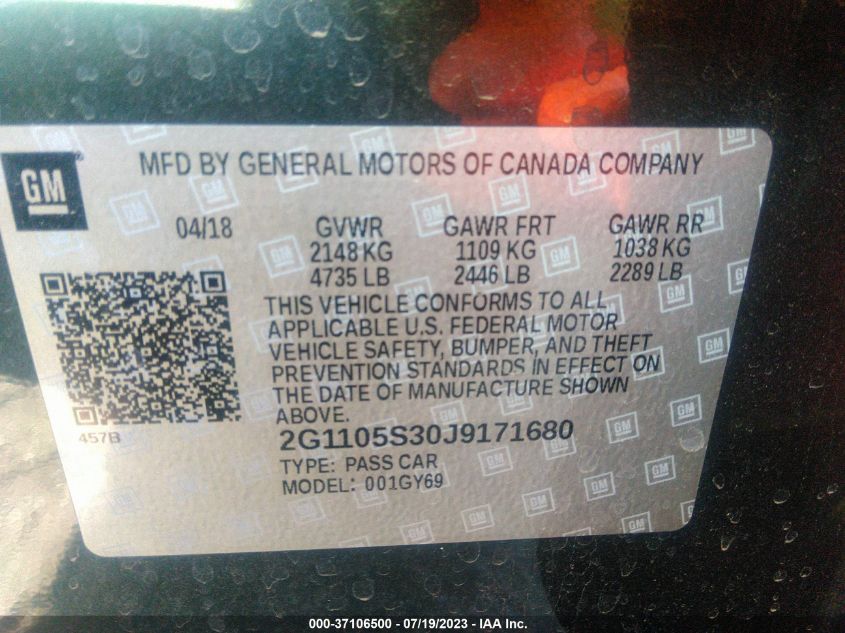 GM
MFD BY GENERAL MOTORS OF CANADA COMPANY
04/18 GVWR GAWR FRT GAWR RR
2148 KG 1109 KG 1038 KG
4735 LB 2446 LB 2289 LB
THIS VEHICLE CONFORMS TO ALL
APPLICABLE U.S. FEDERAL MOTOR
VEHICLE SAFETY, BUMPER, AND THEFT
PREVENTION STANDARDS IN EFFECT ON
THE DATE OF MANUFACTURE SHOWN
ABOVE.
457B
2G1105S30J9171680
TYPE: PASS CAR
MODEL: 001GY69
000-37106500 - 07/19/2023 - IAA Inc.